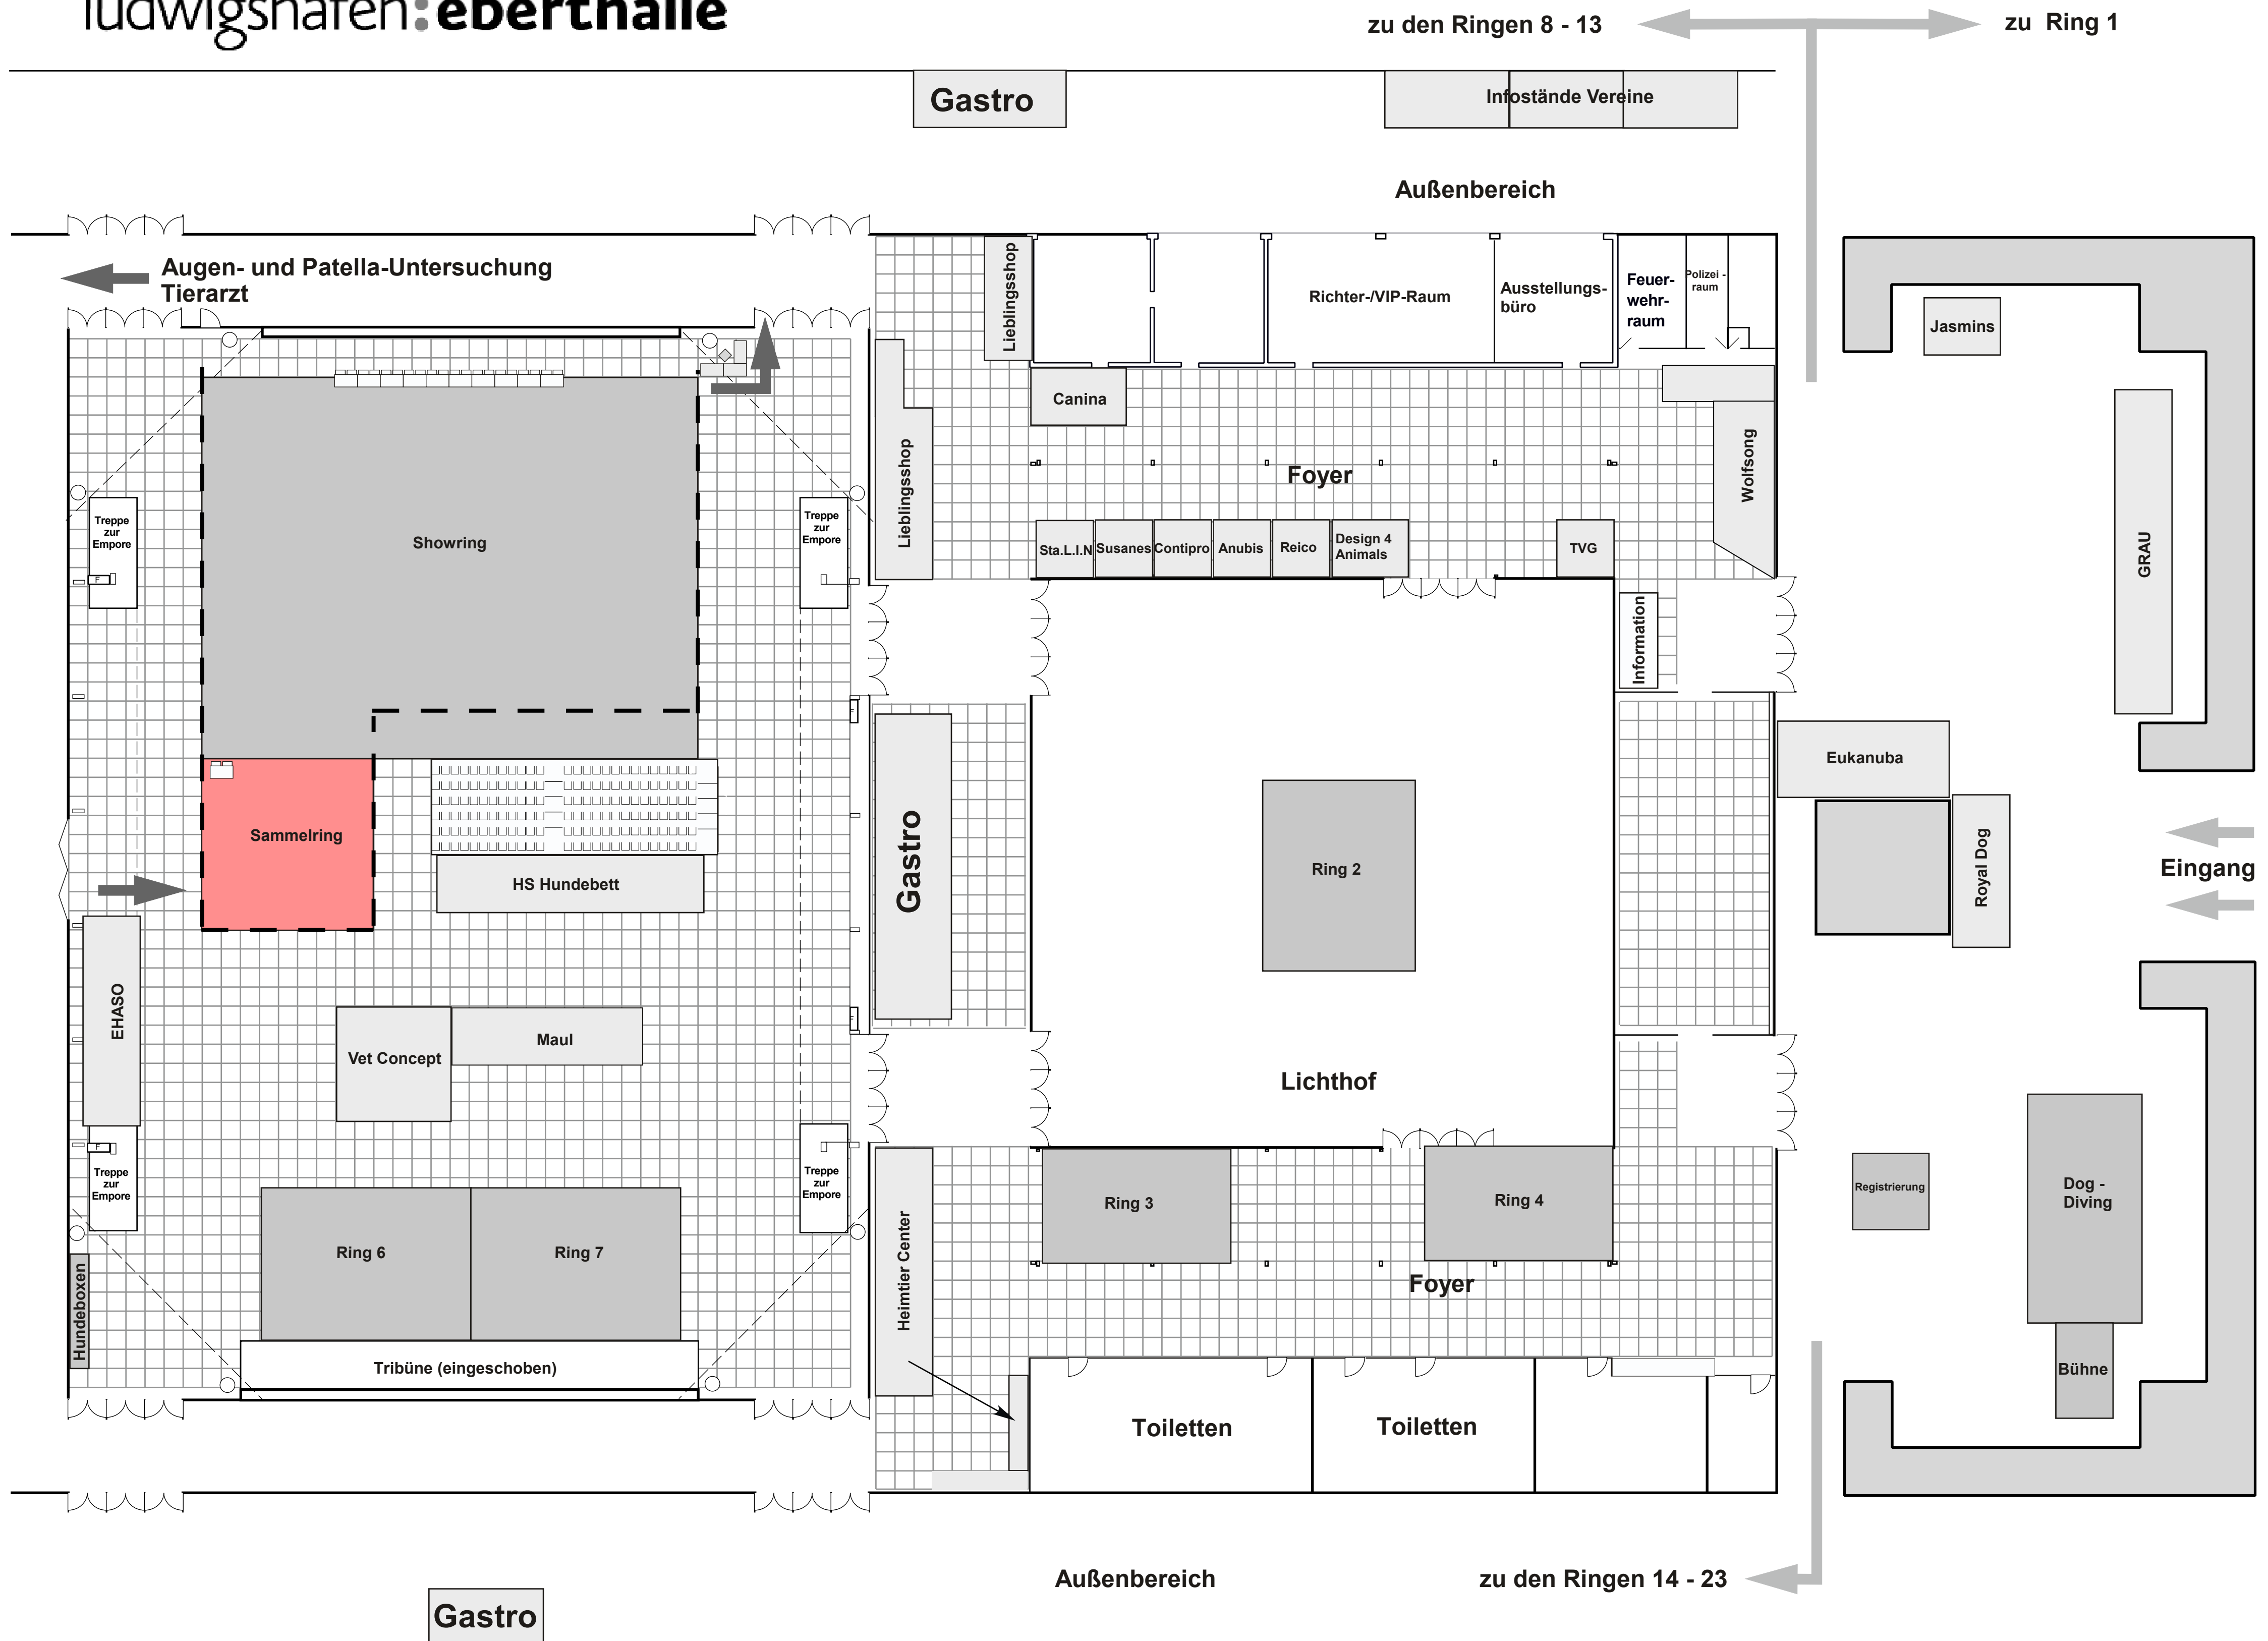 ludwigshafen:eberthalle
zu den Ringen 8 - 13
zu Ring 1
Gastro
Infostände Vereine
Außenbereich
Augen- und Patella-Untersuchung
Tierarzt
Lieblingsshop
Richter-/VIP-Raum
Ausstellungs-
büro
Feuer-
wehr-
raum
Polizei -
raum
Jasmins
Canina
Lieblingsshop
Foyer
Wolfsong
GRAU
Treppe
zur
Empore
F
Showring
Treppe
zur
Empore
Sta.L.I.N
Susanes
Contipro
Anubis
Reico
Design 4
Animals
TVG
Information
Eukanuba
Sammelring
HS Hundebett
Gastro
Ring 2
Royal Dog
Eingang
EHASO
Vet Concept
Maul
Lichthof
F
Treppe
zur
Empore
Treppe
zur
Empore
Ring 6
Ring 7
Hundeboxen
Tribüne (eingeschoben)
Heimtier Center
Ring 3
Ring 4
Foyer
Registrierung
Dog -
Diving
Bühne
Toiletten
Toiletten
Außenbereich
zu den Ringen 14 - 23
Gastro